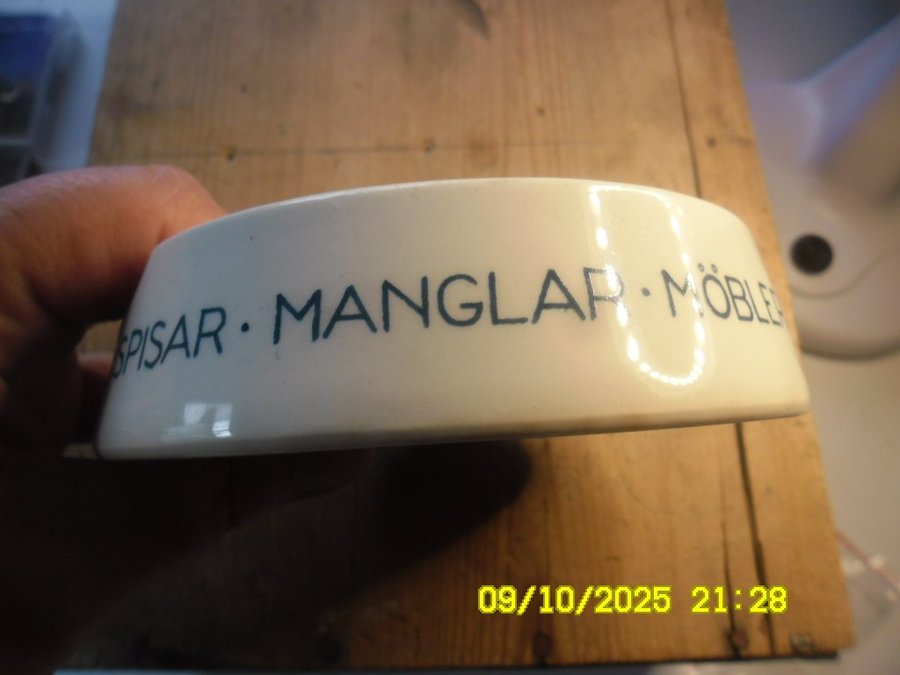 SPISAR · MANGLAR · MÖBLER
09/10/2025 21:28